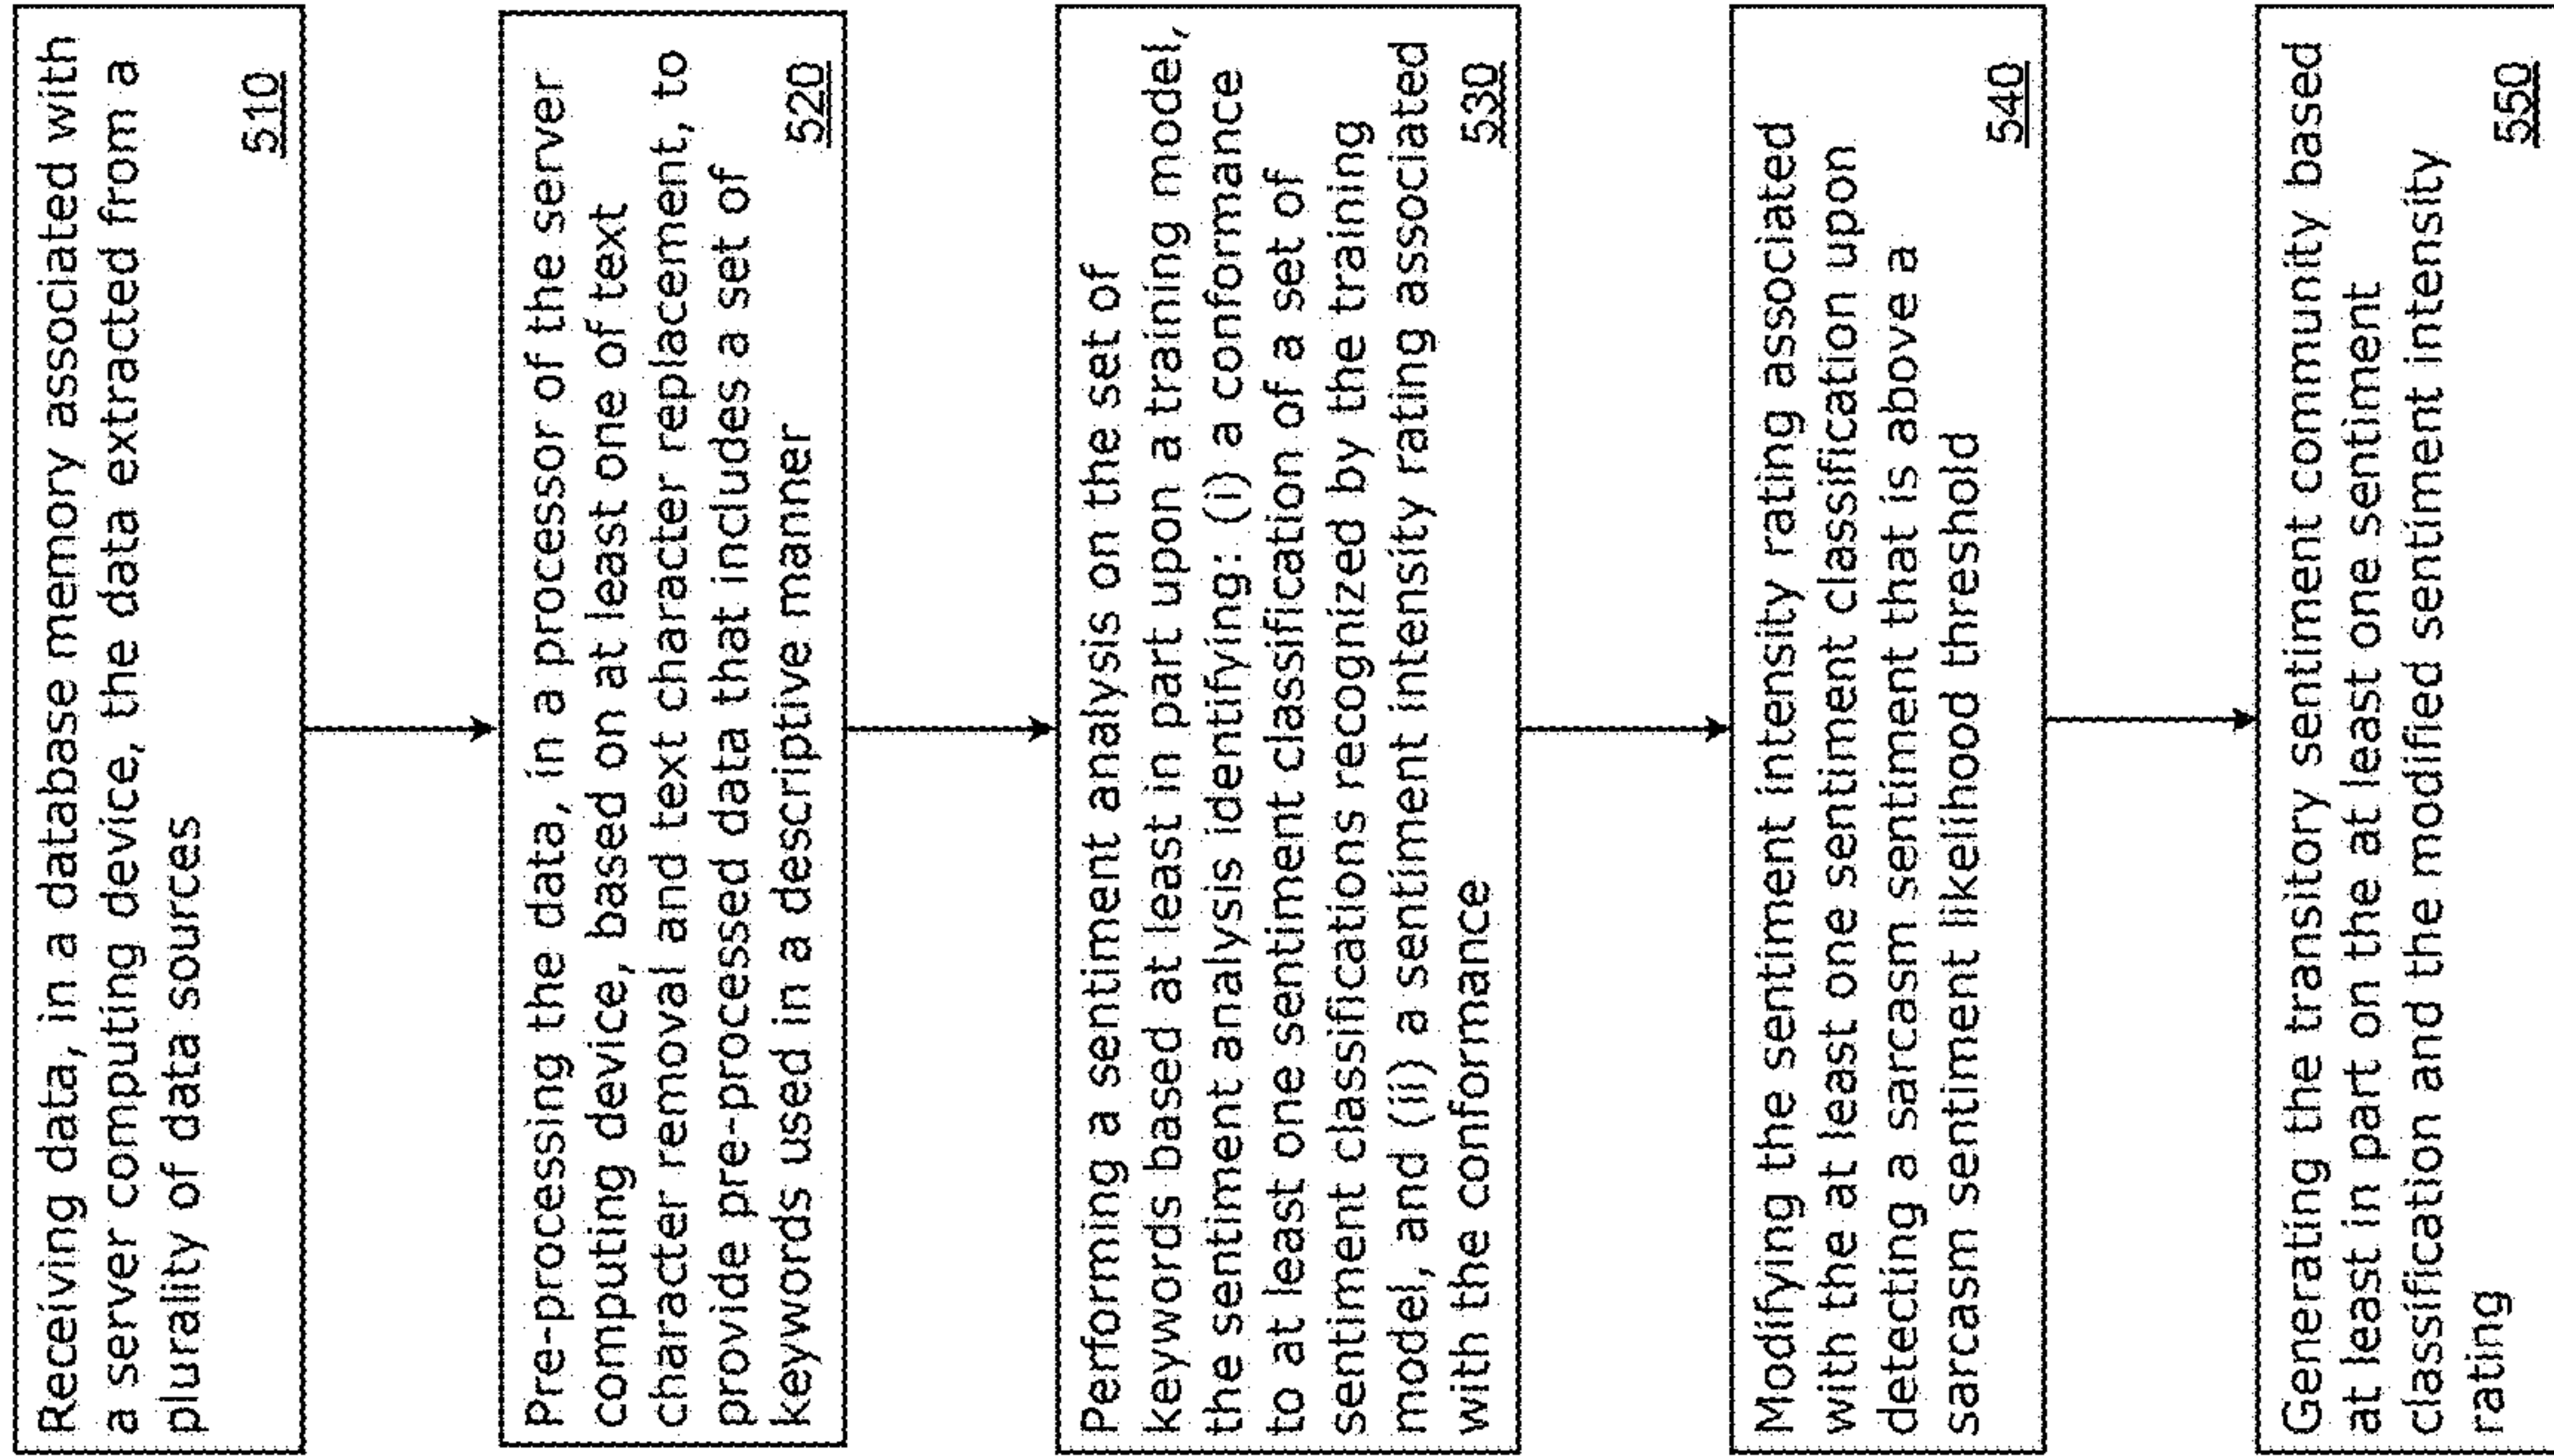 Receiving data, in a database memory associated with
a server computing device, the data extracted from a
plurality of data sources
510
Pre-processing the data, in a processor of the server
computing device, based on at least one of text
character removal and text character replacement, to
provide pre-processed data that includes a set of
keywords used in a descriptive manner
520
Performing a sentiment analysis on the set of
keywords based at least in part upon a training model,
the sentiment analysis identifying: (i) a conformance
to at least one sentiment classification of a set of
sentiment classifications recognized by the training
model, and (ii) a sentiment intensity rating associated
with the conformance
530
Modifying the sentiment intensity rating associated
with the at least one sentiment classification upon
detecting a sarcasm sentiment that is above a
sarcasm sentiment likelihood threshold
540
Generating the transitory sentiment community based
at least in part on the at least one sentiment
classification and the modified sentiment intensity
rating
550